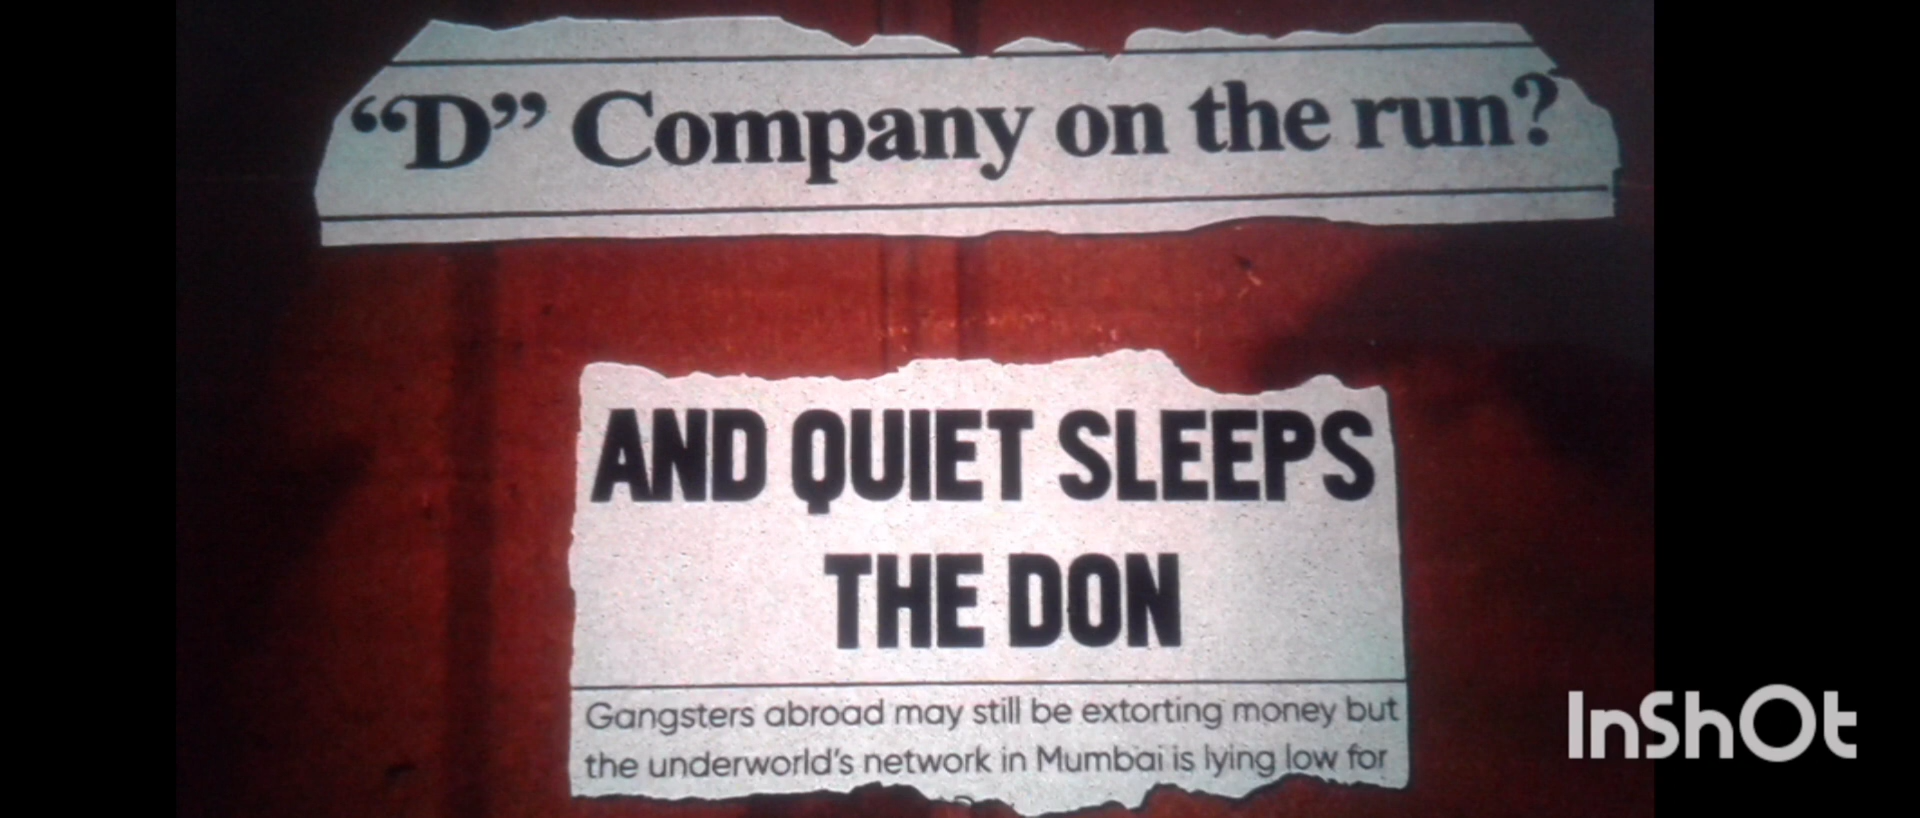 “D” Company on the run?
AND QUIET SLEEPS
THE DON
Gangsters abroad may still be extorting money but
the underworld's network in Mumbai is lying low for
InShOt